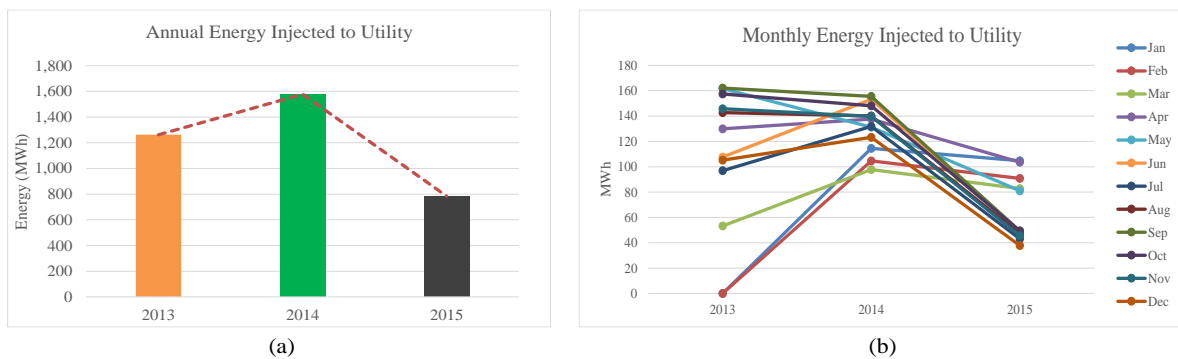 Annual Energy Injected to Utility
Energy (MWh)
1,800
1,600
1,400
1,200
1,000
800
600
400
200
0
2013 2014 2015
(a)
Monthly Energy Injected to Utility
MWh
180
160
140
120
100
80
60
40
20
0
2013 2014 2015
Jan
Feb
Mar
Apr
May
Jun
Jul
Aug
Sep
Oct
Nov
Dec
(b)